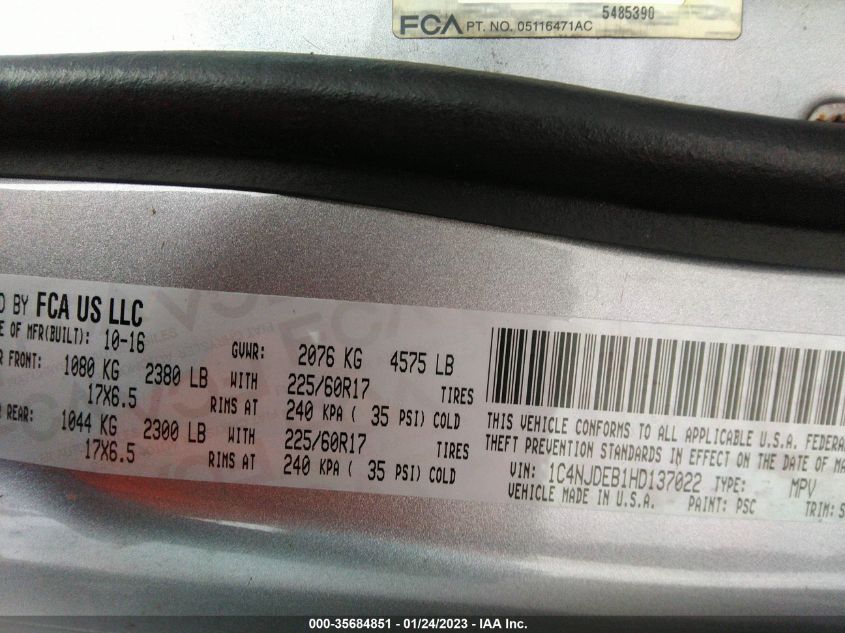 5485390
FCA PT. NO. 05116471AC
D BY FCA US LLC
E OF MFR(BUILT): 10-16
GVWR: 2076 KG 4575 LB
FRONT: 1080 KG 2380 LB WITH 225/60R17 TIRES
17X6.5 RIMS AT 240 KPA ( 35 PSI) COLD
REAR: 1044 KG 2300 LB WITH 225/60R17 TIRES
17X6.5 RIMS AT 240 KPA ( 35 PSI) COLD
THIS VEHICLE CONFORMS TO ALL APPLICABLE U.S.A. FEDERA
THEFT PREVENTION STANDARDS IN EFFECT ON THE DATE OF MA
VIN: 1C4NJDEB1HD137022 TYPE: MPV
VEHICLE MADE IN U.S.A. PAINT: PSC TRIM: S
000-35684851 - 01/24/2023 - IAA Inc.